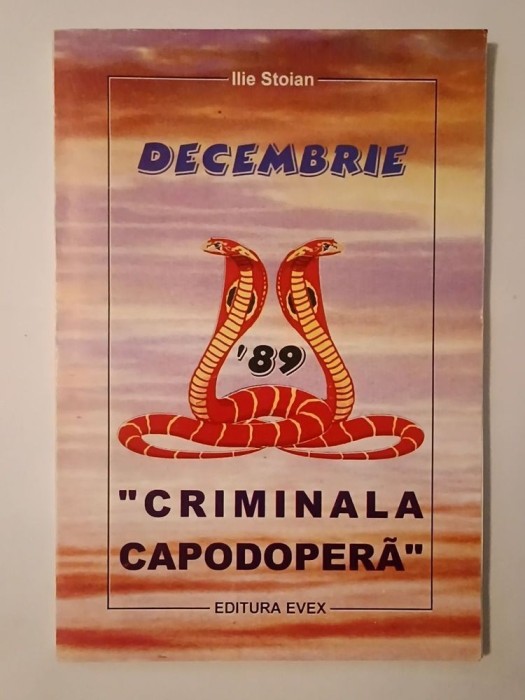 Ilie Stoian
DECEMBRIE
'89
"CRIMINALA
CAPODOPERÃ"
EDITURA EVEX